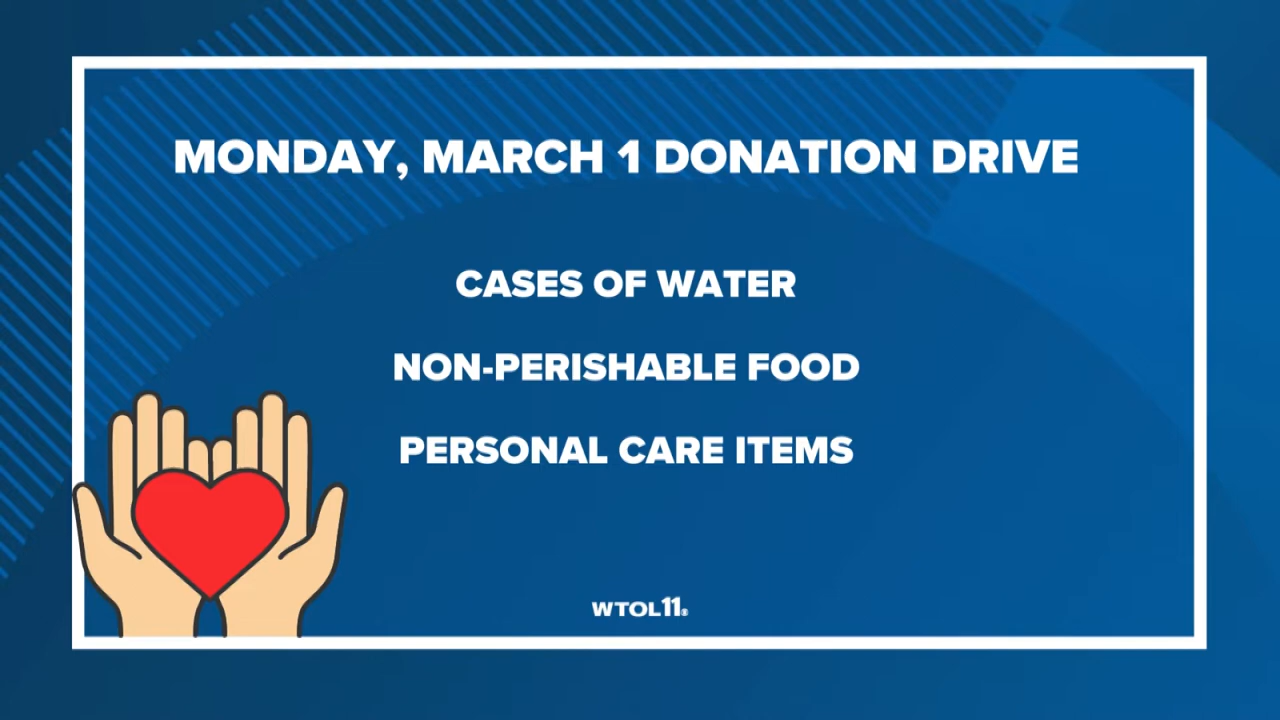 MONDAY, MARCH 1 DONATION DRIVE
CASES OF WATER
NON-PERISHABLE FOOD
PERSONAL CARE ITEMS
WTOL11